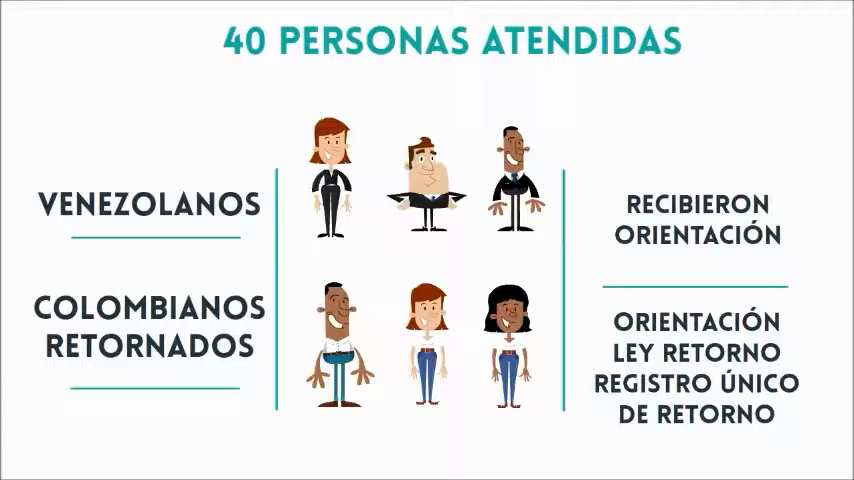 40 PERSONAS ATENDIDAS
VENEZOLANOS
COLOMBIANOS
RETORNADOS
RECIBIERON
ORIENTACIÓN
ORIENTACIÓN
LEY RETORNO
REGISTRO ÚNICO
DE RETORNO